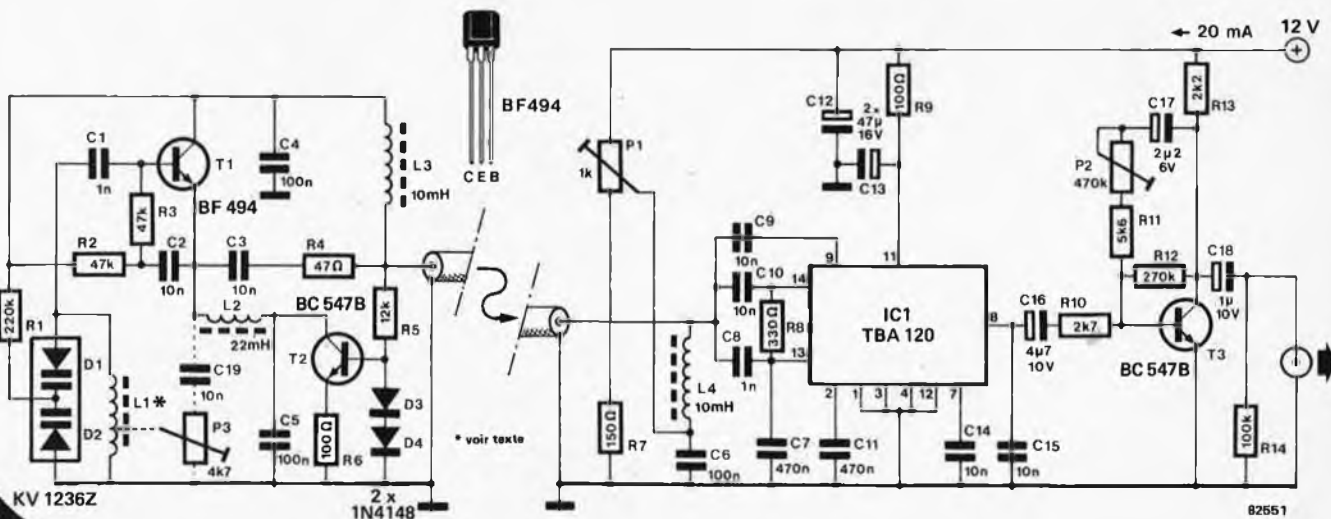 C1
1n
T1
BF 494
R3
47k
R2
47k
C2
10n
C3
10n
R4
47Ω
C4
100n
L3
10mH
BF494
C E B
R1
220k
D1
D2
KV 1236Z
L1*
L2
22mH
C19
10n
P3
4k7
C5
100n
BC 547B
T2
R6
100Ω
R5
12k
D3
D4
2 x
1N4148
* voir texte
P1
1k
R7
150Ω
L4
10mH
C6
100n
C9
10n
C10
10n
C8
1n
R8
330Ω
C7
470n
C11
470n
C12
2x
47µ
16V
C13
R9
100Ω
9
11
14
13
8
2
1
3
4
12
7
IC1
TBA 120
C14
10n
C15
10n
C16
4µ7
10V
R10
2k7
P2
470k
R11
5k6
C17
2µ2
6V
R12
270k
R13
2k2
C18
1µ
10V
BC 547B
T3
R14
100k
← 20 mA
12 V
+
82551